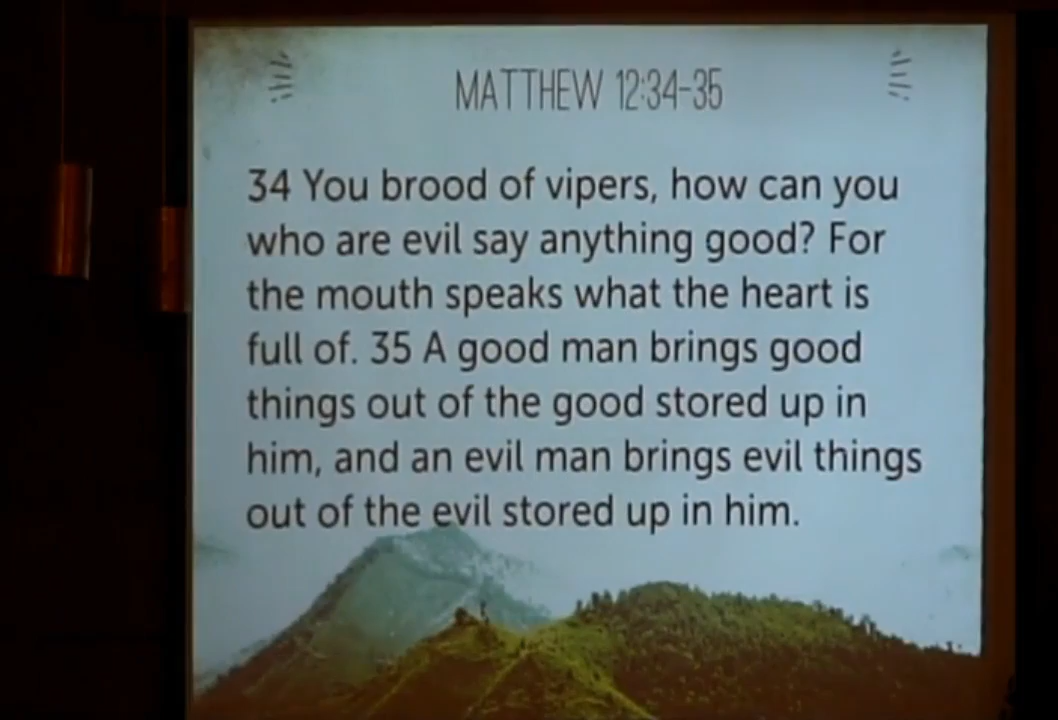 MATTHEW 12:34-35
34 You brood of vipers, how can you
who are evil say anything good? For
the mouth speaks what the heart is
full of. 35 A good man brings good
things out of the good stored up in
him, and an evil man brings evil things
out of the evil stored up in him.